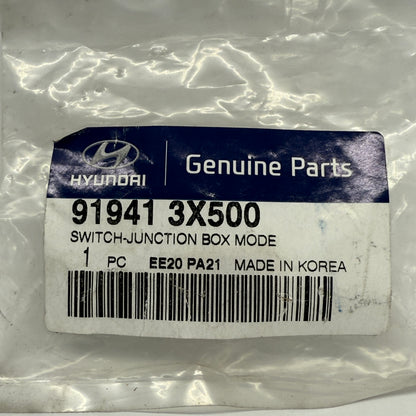 HYUNDAI Genuine Parts
91941 3X500
SWITCH-JUNCTION BOX MODE
1 PC EE20 PA21 MADE IN KOREA